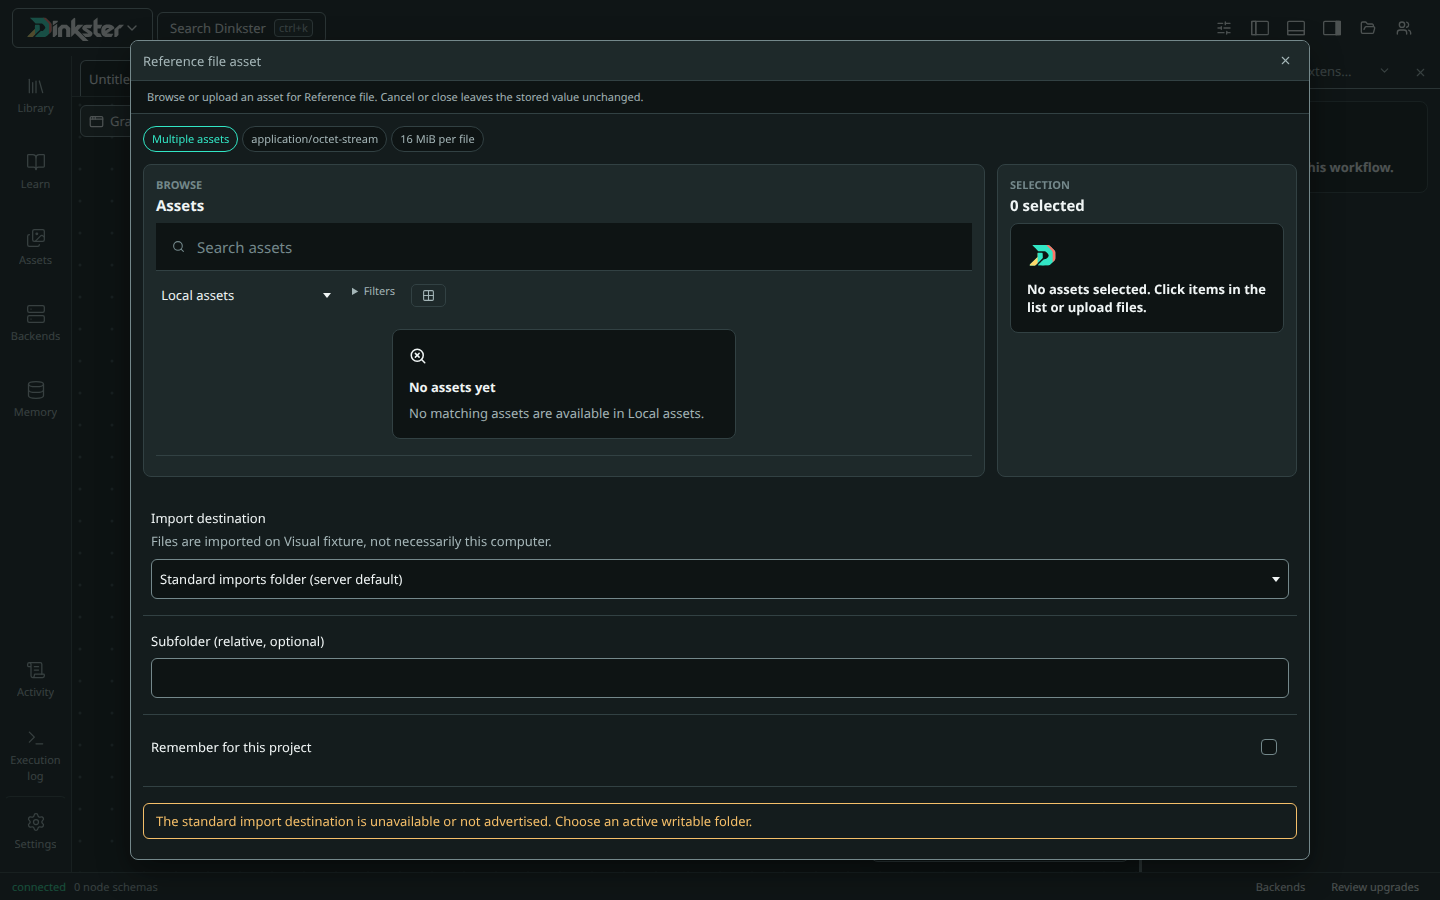 Dinkster
Search Dinkster ctrl+k
Reference file asset
Browse or upload an asset for Reference file. Cancel or close leaves the stored value unchanged.
Multiple assets application/octet-stream 16 MiB per file
BROWSE
Assets
Search assets
Local assets Filters
No assets yet
No matching assets are available in Local assets.
SELECTION
0 selected
No assets selected. Click items in the
list or upload files.
Import destination
Files are imported on Visual fixture, not necessarily this computer.
Standard imports folder (server default)
Subfolder (relative, optional)
Remember for this project
The standard import destination is unavailable or not advertised. Choose an active writable folder.
Library
Learn
Assets
Backends
Memory
Activity
Execution
log
Settings
Untitle
Gra
xtens...
his workflow.
connected 0 node schemas
Backends Review upgrades